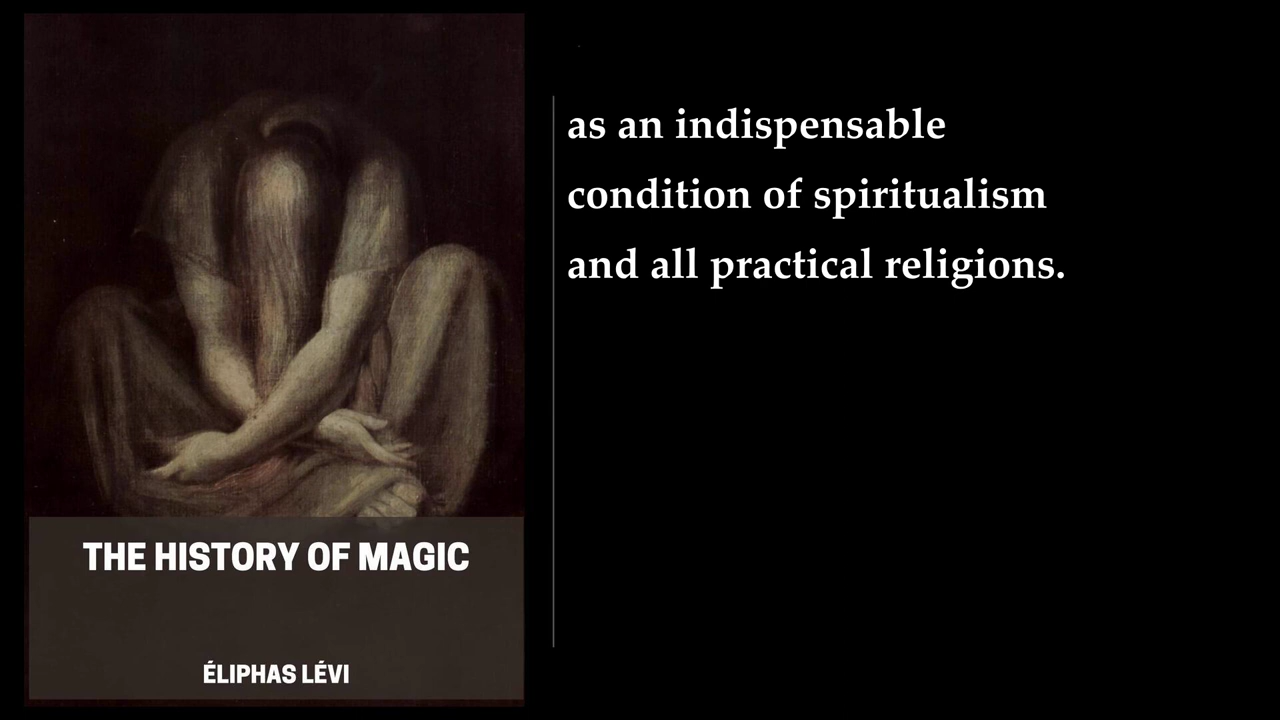 THE HISTORY OF MAGIC
ÉLIPHAS LÉVI
as an indispensable
condition of spiritualism
and all practical religions.